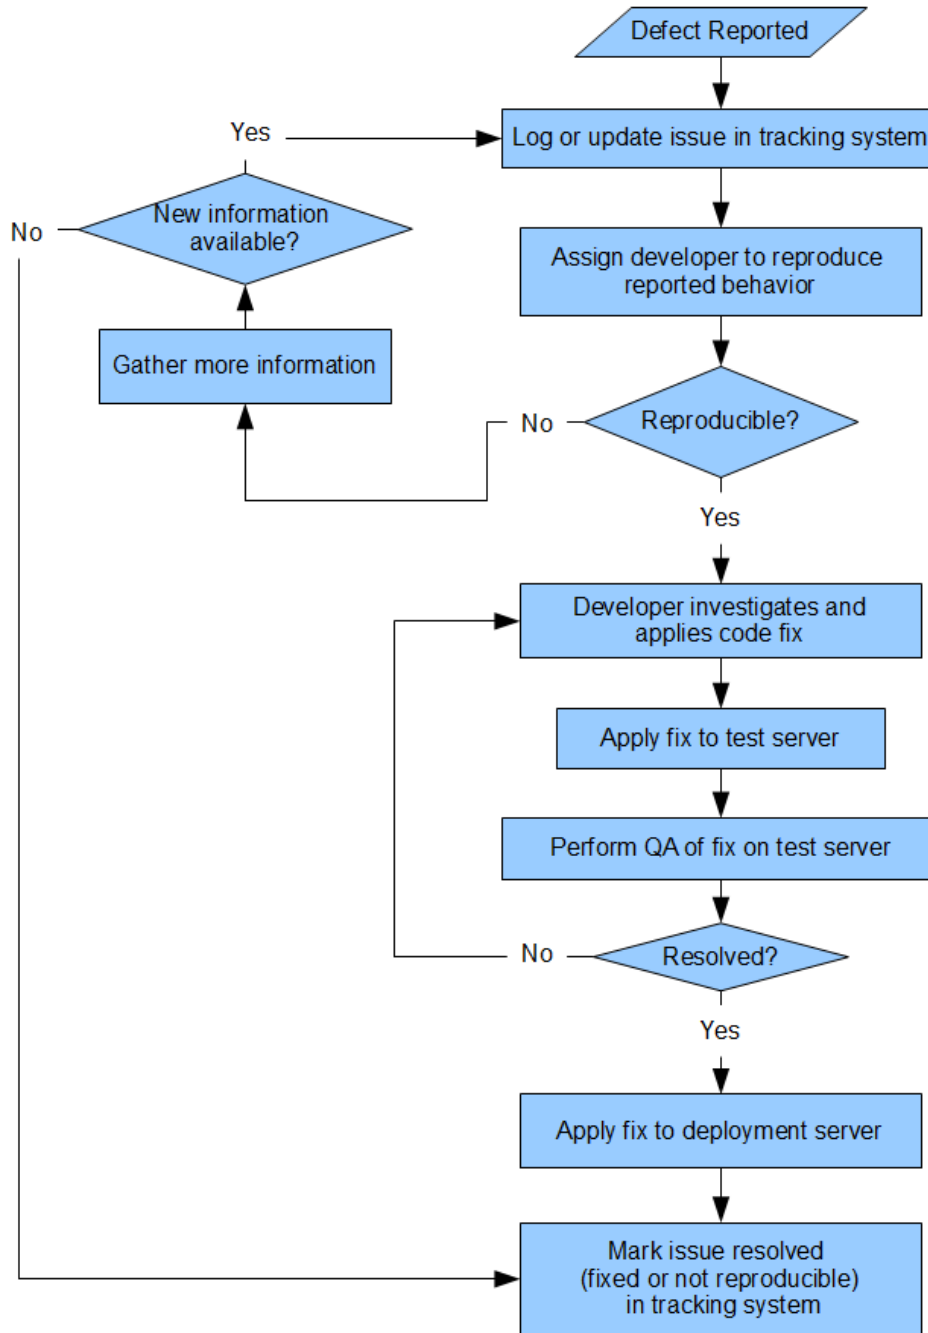 Defect Reported
Yes
Log or update issue in tracking system
New information
available?
No
Assign developer to reproduce
reported behavior
Gather more information
No
Reproducible?
Yes
Developer investigates and
applies code fix
Apply fix to test server
Perform QA of fix on test server
No
Resolved?
Yes
Apply fix to deployment server
Mark issue resolved
(fixed or not reproducible)
in tracking system